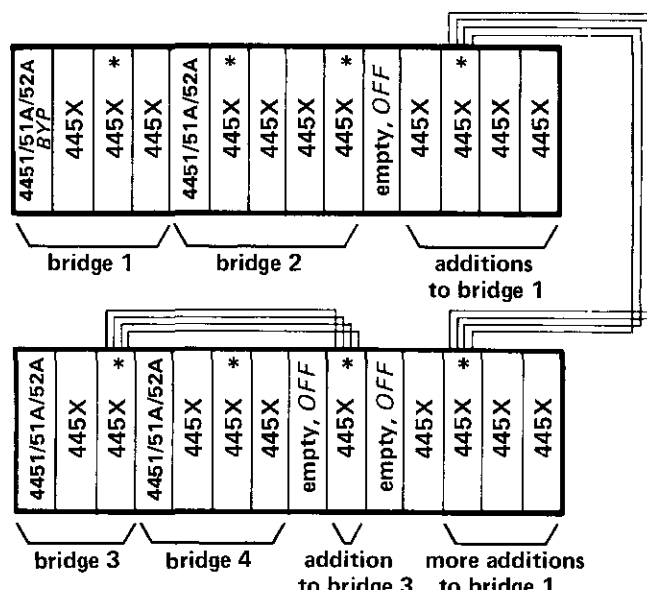 4451/51A/52A
BYP
445X
445X *
445X
4451/51A/52A
445X *
445X
445X
445X *
empty, OFF
445X
445X *
445X
445X
bridge 1
bridge 2
additions
to bridge 1
4451/51A/52A
445X
445X *
4451/51A/52A
445X
445X *
445X
empty, OFF
445X *
empty, OFF
445X
445X *
445X
445X
bridge 3
bridge 4
addition
to bridge 3
more additions
to bridge 1